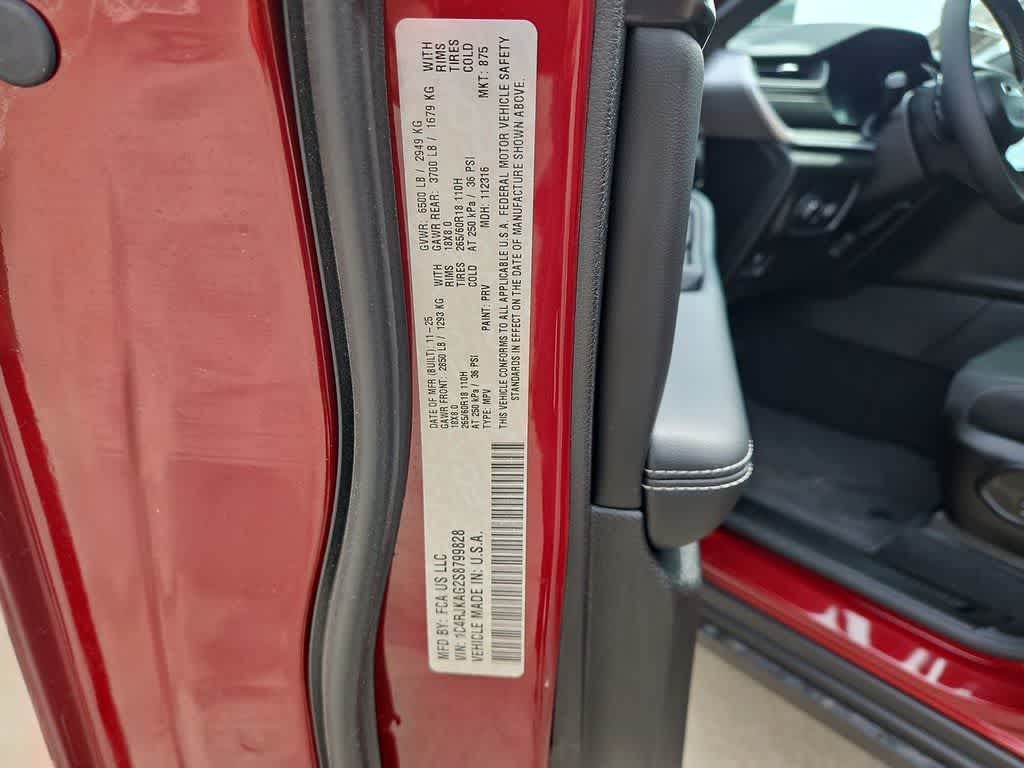 MFD BY: FCA US LLC
VIN: 1C4RJKAG2S8799828
VEHICLE MADE IN: U.S.A.
DATE OF MFR (BUILT): 11-25 GVWR: 6500 LB / 2949 KG
GAWR FRONT: 2850 LB / 1293 KG WITH GAWR REAR: 3700 LB / 1679 KG WITH
18X8.0 RIMS 18X8.0 RIMS
265/60R18 110H TIRES 265/60R18 110H TIRES
AT 250 kPa / 36 PSI COLD AT 250 kPa / 36 PSI COLD
TYPE: MPV PAINT: PRV MDH: 112316 MKT: 875
THIS VEHICLE CONFORMS TO ALL APPLICABLE U.S.A. FEDERAL MOTOR VEHICLE SAFETY
STANDARDS IN EFFECT ON THE DATE OF MANUFACTURE SHOWN ABOVE.